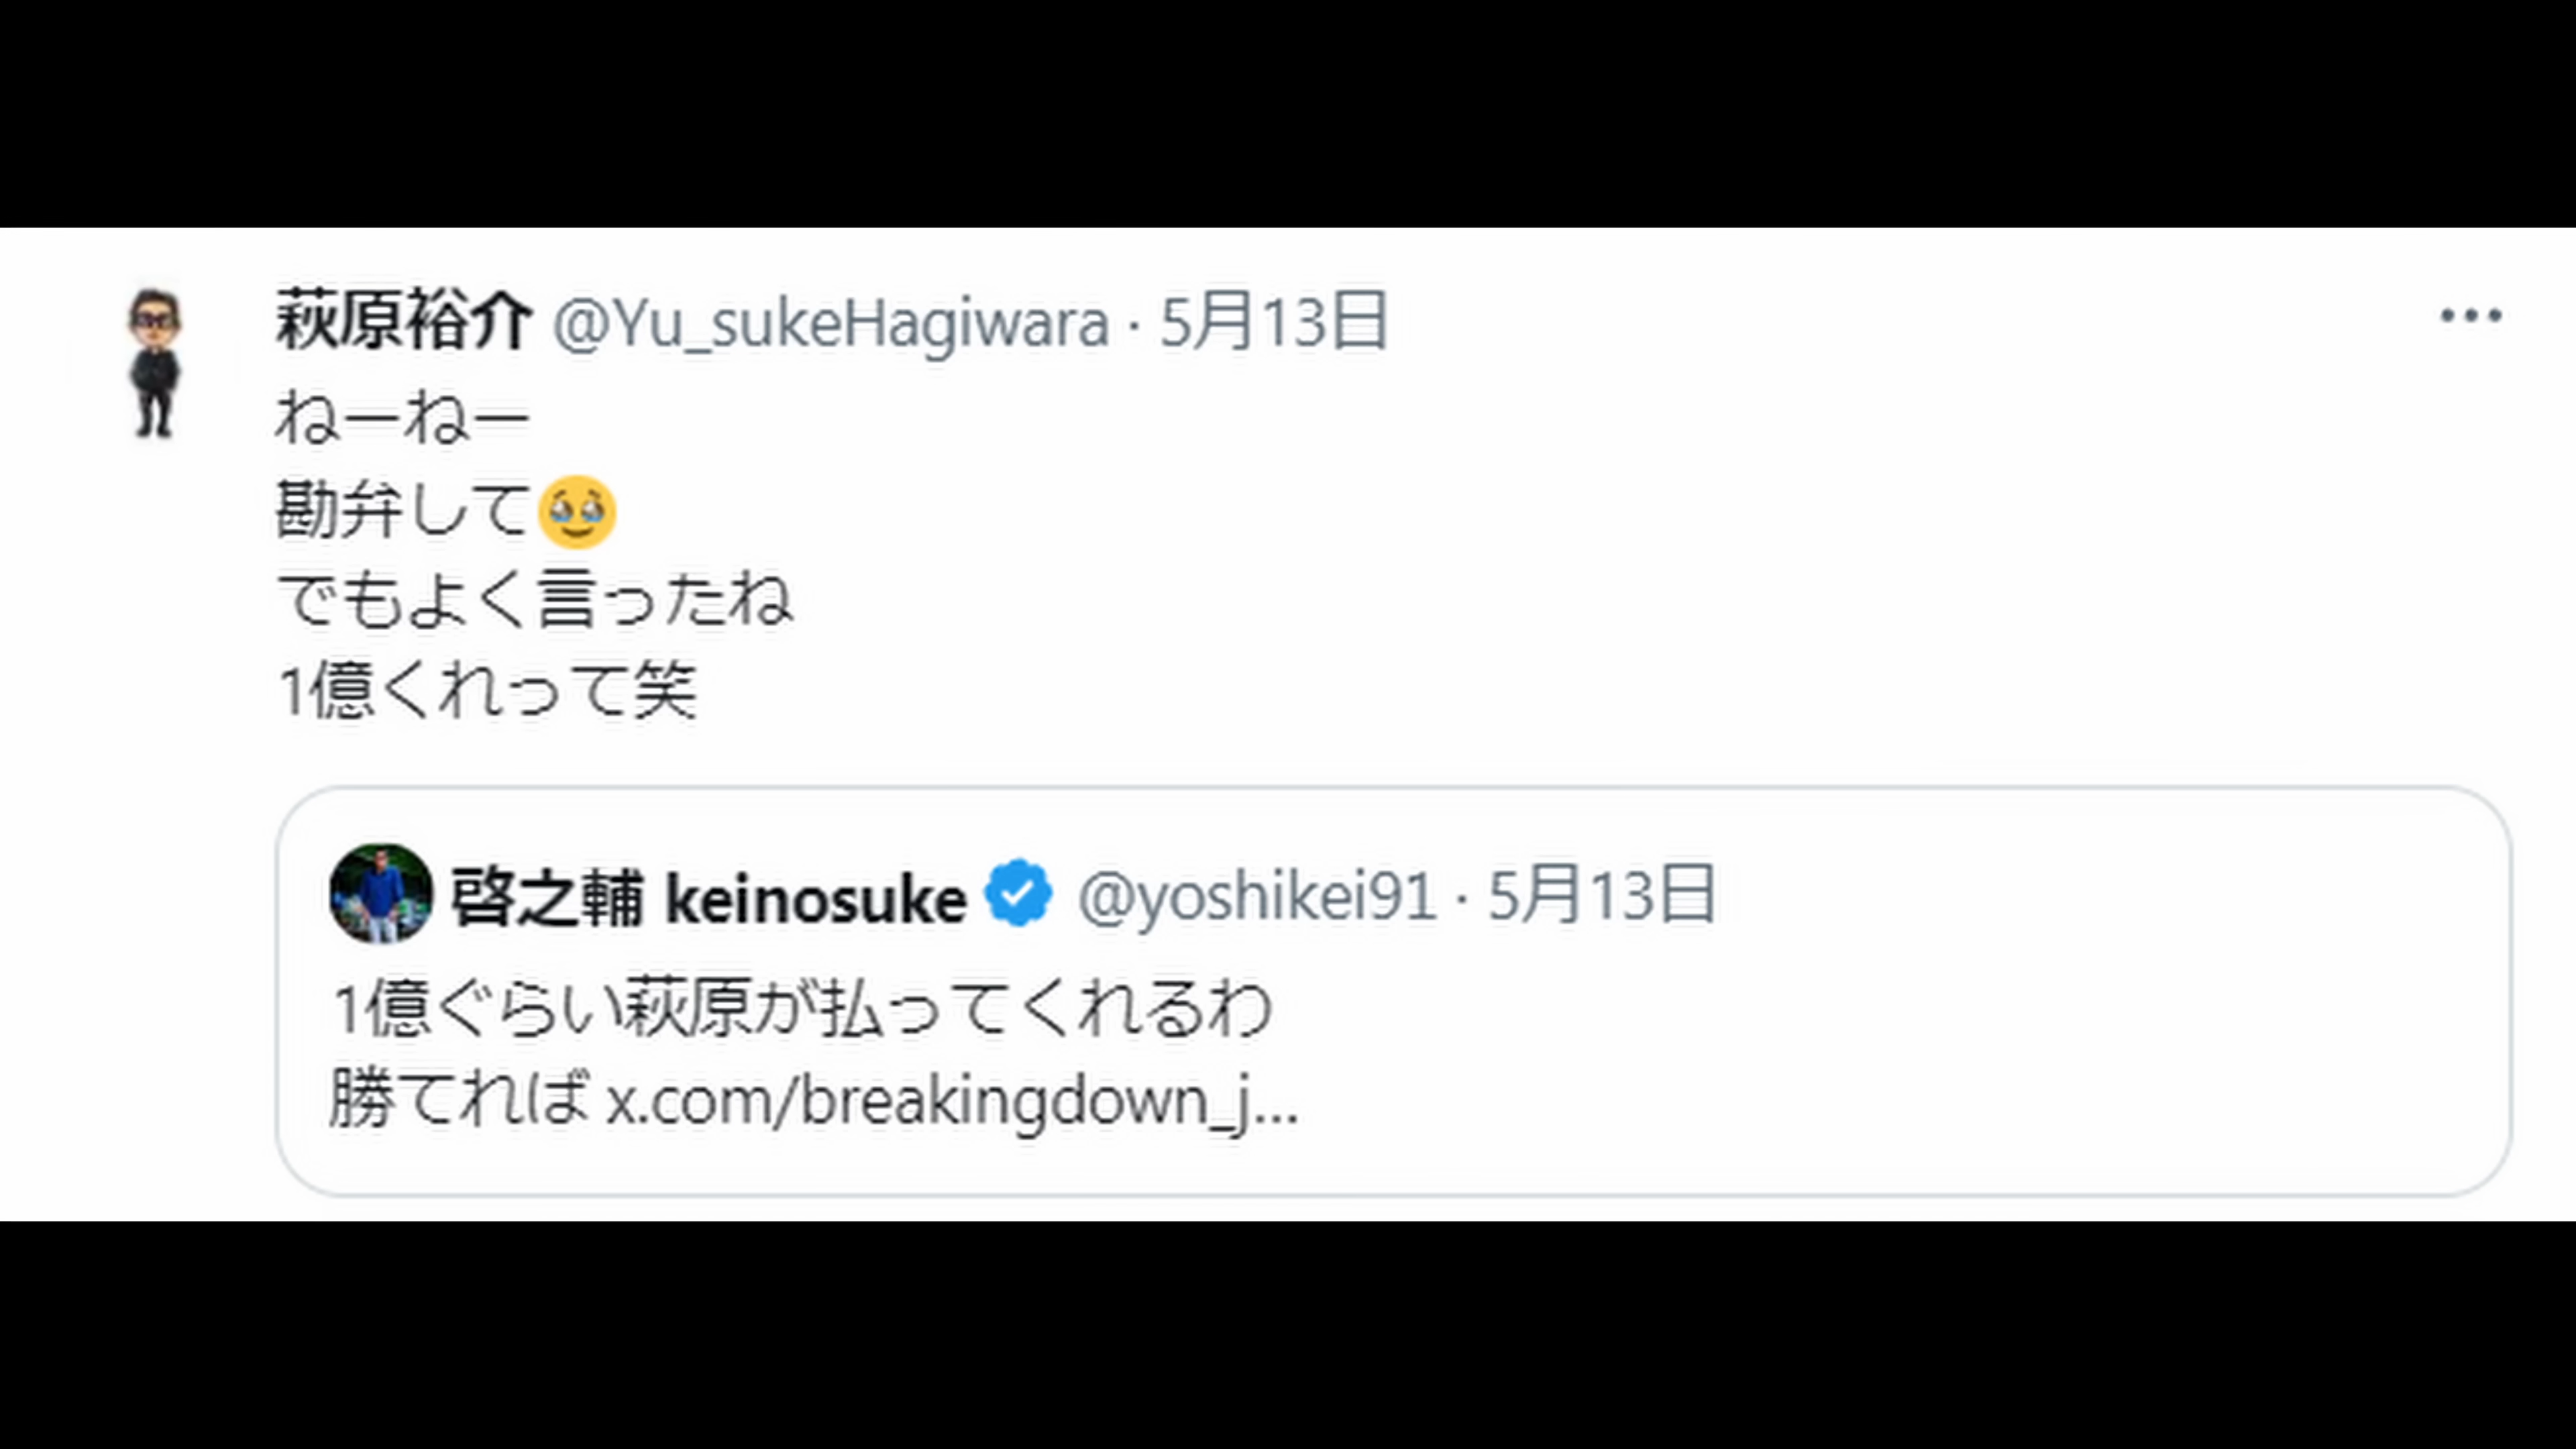 萩原裕介 @Yu_sukeHagiwara · 5月13日
ねーねー
勘弁して🥹
でもよく言ったね
1億くれって笑
啓之輔 keinosuke @yoshikei91 · 5月13日
1億ぐらい萩原が払ってくれるわ
勝てれば x.com/breakingdown_j...